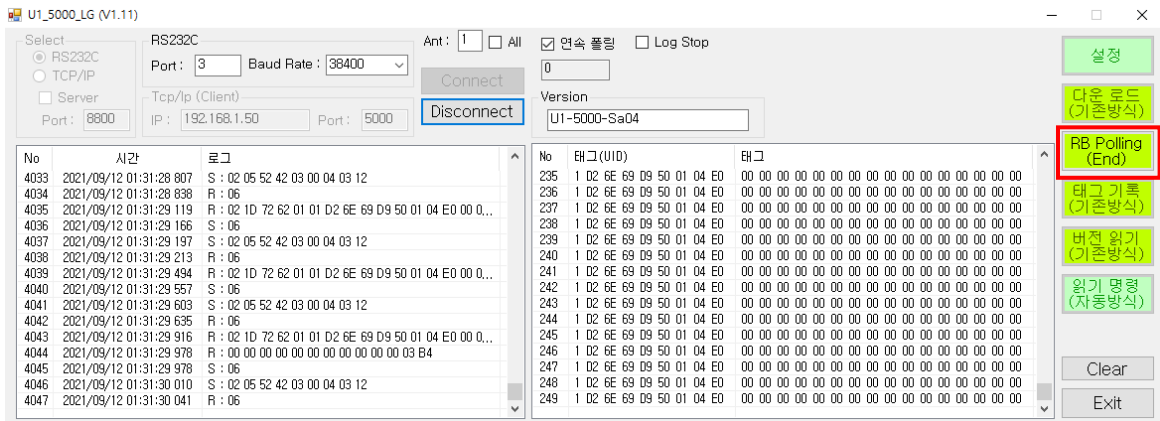 U1_5000_LG (V1.11)
Select
RS232C
TCP/IP
Server
Port : 8800
RS232C
Port : 3 Baud Rate : 38400
Tcp/Ip (Client)
IP : 192.168.1.50 Port : 5000
Ant : 1 All
Connect
Disconnect
연속 폴링 Log Stop
0
Version
U1-5000-Sa04
No 시간 로그
4033 2021/09/12 01:31:28 807 S : 02 05 52 42 03 00 04 03 12
4034 2021/09/12 01:31:28 838 R : 06
4035 2021/09/12 01:31:29 119 R : 02 1D 72 62 01 01 D2 6E 69 D9 50 01 04 E0 00 0...
4036 2021/09/12 01:31:29 166 S : 06
4037 2021/09/12 01:31:29 197 S : 02 05 52 42 03 00 04 03 12
4038 2021/09/12 01:31:29 213 R : 06
4039 2021/09/12 01:31:29 494 R : 02 1D 72 62 01 01 D2 6E 69 D9 50 01 04 E0 00 0...
4040 2021/09/12 01:31:29 557 S : 06
4041 2021/09/12 01:31:29 603 S : 02 05 52 42 03 00 04 03 12
4042 2021/09/12 01:31:29 635 R : 06
4043 2021/09/12 01:31:29 916 R : 02 1D 72 62 01 01 D2 6E 69 D9 50 01 04 E0 00 0...
4044 2021/09/12 01:31:29 978 R : 00 00 00 00 00 00 00 00 00 00 00 03 B4
4045 2021/09/12 01:31:29 978 S : 06
4046 2021/09/12 01:31:30 010 S : 02 05 52 42 03 00 04 03 12
4047 2021/09/12 01:31:30 041 R : 06
No 태그(UID) 태그
235 1 D2 6E 69 D9 50 01 04 E0 00 00 00 00 00 00 00 00 00 00 00 00 00 00 00 00
236 1 D2 6E 69 D9 50 01 04 E0 00 00 00 00 00 00 00 00 00 00 00 00 00 00 00 00
237 1 D2 6E 69 D9 50 01 04 E0 00 00 00 00 00 00 00 00 00 00 00 00 00 00 00 00
238 1 D2 6E 69 D9 50 01 04 E0 00 00 00 00 00 00 00 00 00 00 00 00 00 00 00 00
239 1 D2 6E 69 D9 50 01 04 E0 00 00 00 00 00 00 00 00 00 00 00 00 00 00 00 00
240 1 D2 6E 69 D9 50 01 04 E0 00 00 00 00 00 00 00 00 00 00 00 00 00 00 00 00
241 1 D2 6E 69 D9 50 01 04 E0 00 00 00 00 00 00 00 00 00 00 00 00 00 00 00 00
242 1 D2 6E 69 D9 50 01 04 E0 00 00 00 00 00 00 00 00 00 00 00 00 00 00 00 00
243 1 D2 6E 69 D9 50 01 04 E0 00 00 00 00 00 00 00 00 00 00 00 00 00 00 00 00
244 1 D2 6E 69 D9 50 01 04 E0 00 00 00 00 00 00 00 00 00 00 00 00 00 00 00 00
245 1 D2 6E 69 D9 50 01 04 E0 00 00 00 00 00 00 00 00 00 00 00 00 00 00 00 00
246 1 D2 6E 69 D9 50 01 04 E0 00 00 00 00 00 00 00 00 00 00 00 00 00 00 00 00
247 1 D2 6E 69 D9 50 01 04 E0 00 00 00 00 00 00 00 00 00 00 00 00 00 00 00 00
248 1 D2 6E 69 D9 50 01 04 E0 00 00 00 00 00 00 00 00 00 00 00 00 00 00 00 00
249 1 D2 6E 69 D9 50 01 04 E0 00 00 00 00 00 00 00 00 00 00 00 00 00 00 00 00
설정
다운 로드
(기존방식)
RB Polling
(End)
태그 기록
(기존방식)
버전 읽기
(기존방식)
읽기 명령
(자동방식)
Clear
Exit